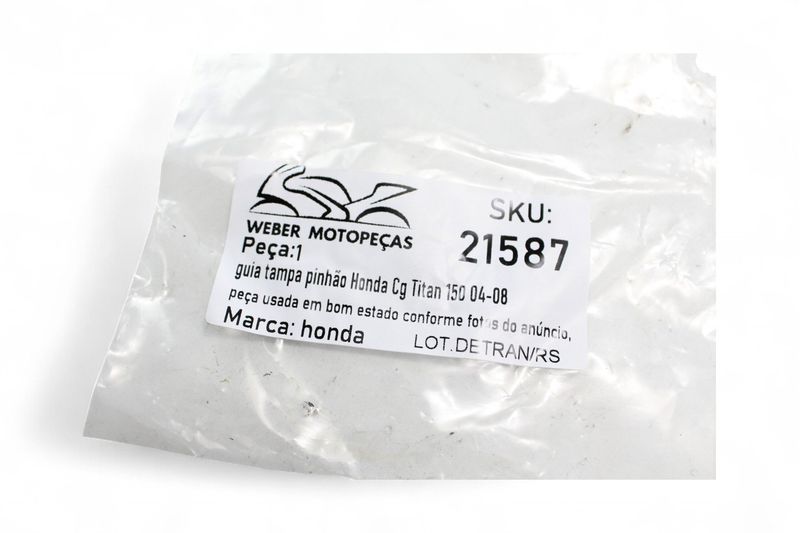 WEBER MOTOPEÇAS
SKU:
21587
Peça:1
guia tampa pinhão Honda Cg Titan 150 04-08
peça usada em bom estado conforme fotos do anúncio,
Marca: honda
LOT.DETRAN/RS